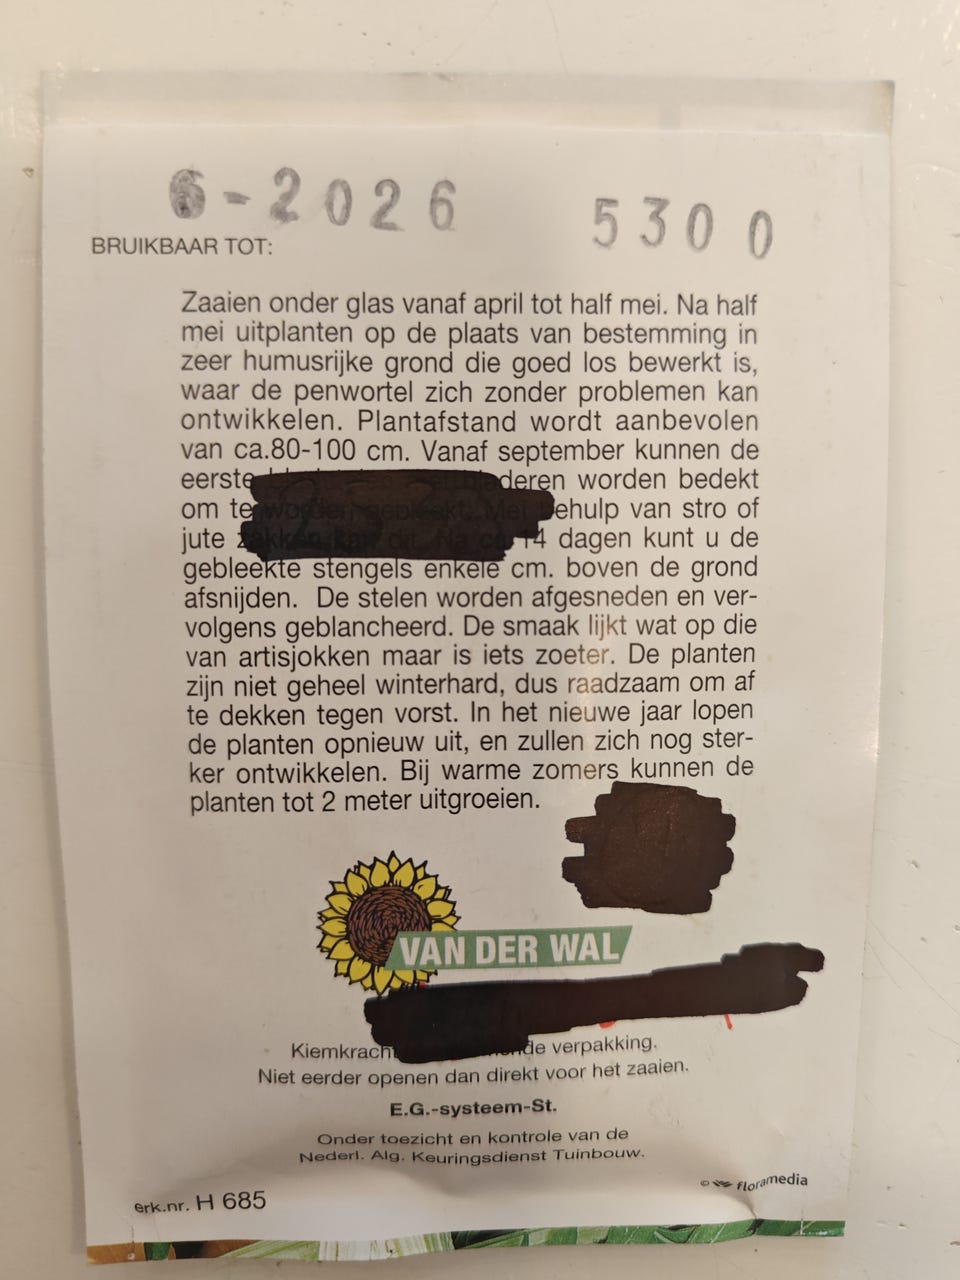 6-2026 5300
BRUIKBAAR TOT:
Zaaien onder glas vanaf april tot half mei. Na half
mei uitplanten op de plaats van bestemming in
zeer humusrijke grond die goed los bewerkt is,
waar de penwortel zich zonder problemen kan
ontwikkelen. Plantafstand wordt aanbevolen
van ca.80-100 cm. Vanaf september kunnen de
eerste worden bedekt
om te van stro of
jute 14 dagen kunt u de
gebleekte stengels enkele cm. boven de grond
afsnijden. De stelen worden afgesneden en ver-
volgens geblancheerd. De smaak lijkt wat op die
van artisjokken maar is iets zoeter. De planten
zijn niet geheel winterhard, dus raadzaam om af
te dekken tegen vorst. In het nieuwe jaar lopen
de planten opnieuw uit, en zullen zich nog ster-
ker ontwikkelen. Bij warme zomers kunnen de
planten tot 2 meter uitgroeien.
VAN DER WAL
Kiemkracht verpakking.
Niet eerder openen dan direkt voor het zaaien.
E.G.-systeem-St.
Onder toezicht en kontrole van de
Nederl. Alg. Keuringsdienst Tuinbouw.
© floramedia
erk.nr. H 685